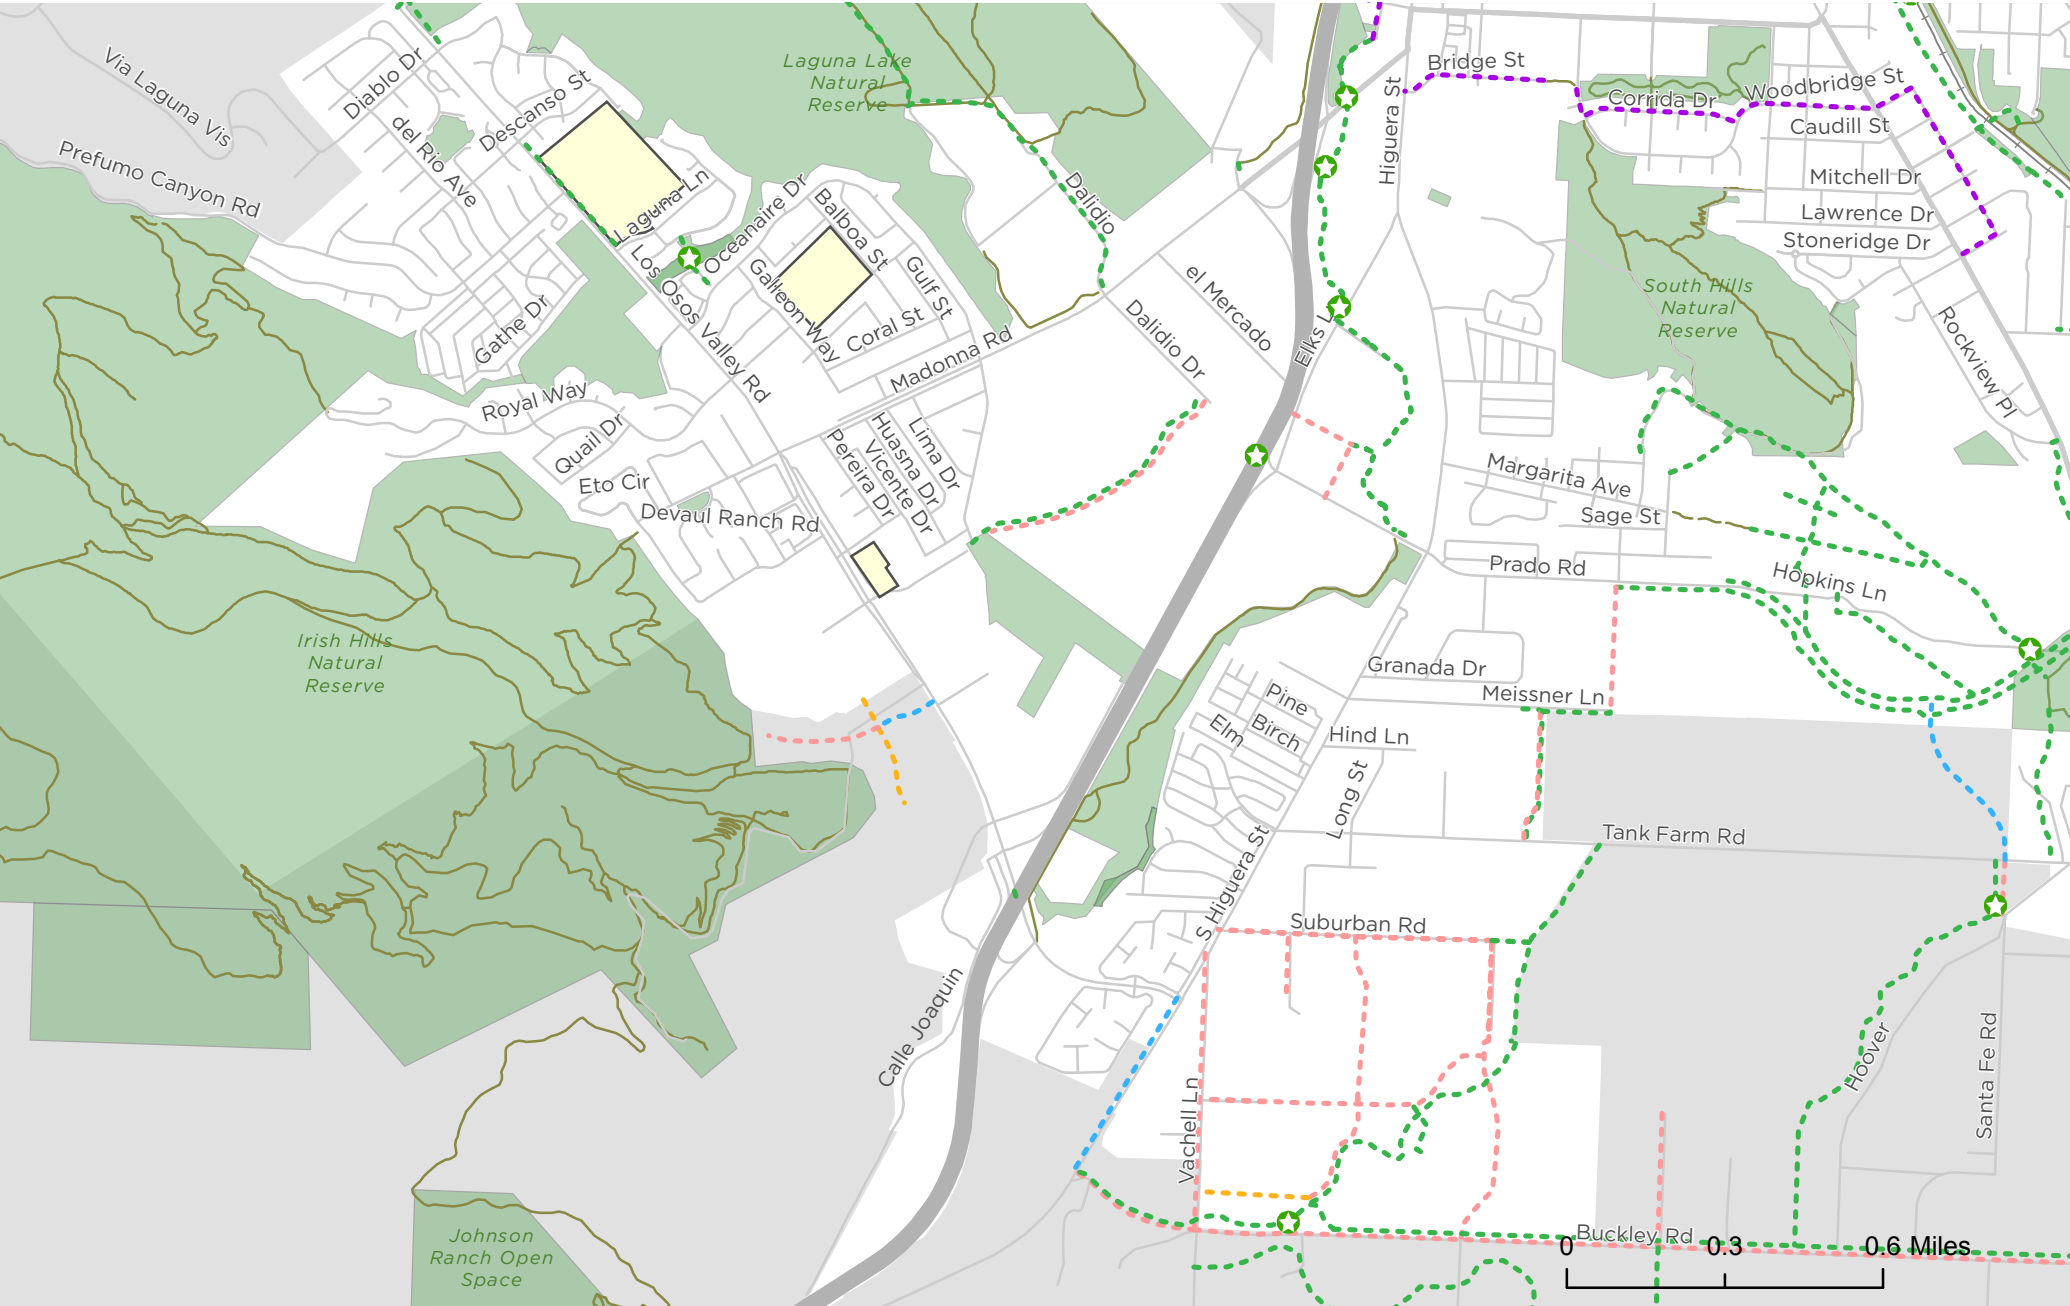 Via Laguna Vis
Diablo Dr
Descanso St
del Rio Ave
Prefumo Canyon Rd
Laguna Lake
Natural
Reserve
Laguna Ln
Oceanaire Dr
Balboa St
Gulf St
Galleon Way
Coral St
Madonna Rd
Los Osos Valley Rd
Gathe Dr
Royal Way
Quail Dr
Eto Cir
Devaul Ranch Rd
Lima Dr
Huasna Dr
Vicente Dr
Pereira Dr
Dalidio
Dalidio Dr
el Mercado
Elks L
Higuera St
Bridge St
Corrida Dr
Woodbridge St
Caudill St
Mitchell Dr
Lawrence Dr
Stoneridge Dr
South Hills
Natural
Reserve
Rockview Pl
Margarita Ave
Sage St
Prado Rd
Hopkins Ln
Irish Hills
Natural
Reserve
Granada Dr
Meissner Ln
Pine
Birch
Elm
Hind Ln
Long St
Tank Farm Rd
S Higuera St
Suburban Rd
Calle Joaquin
Vachell Ln
Hoover
Santa Fe Rd
Buckley Rd
Johnson
Ranch Open
Space
0 0.3 0.6 Miles